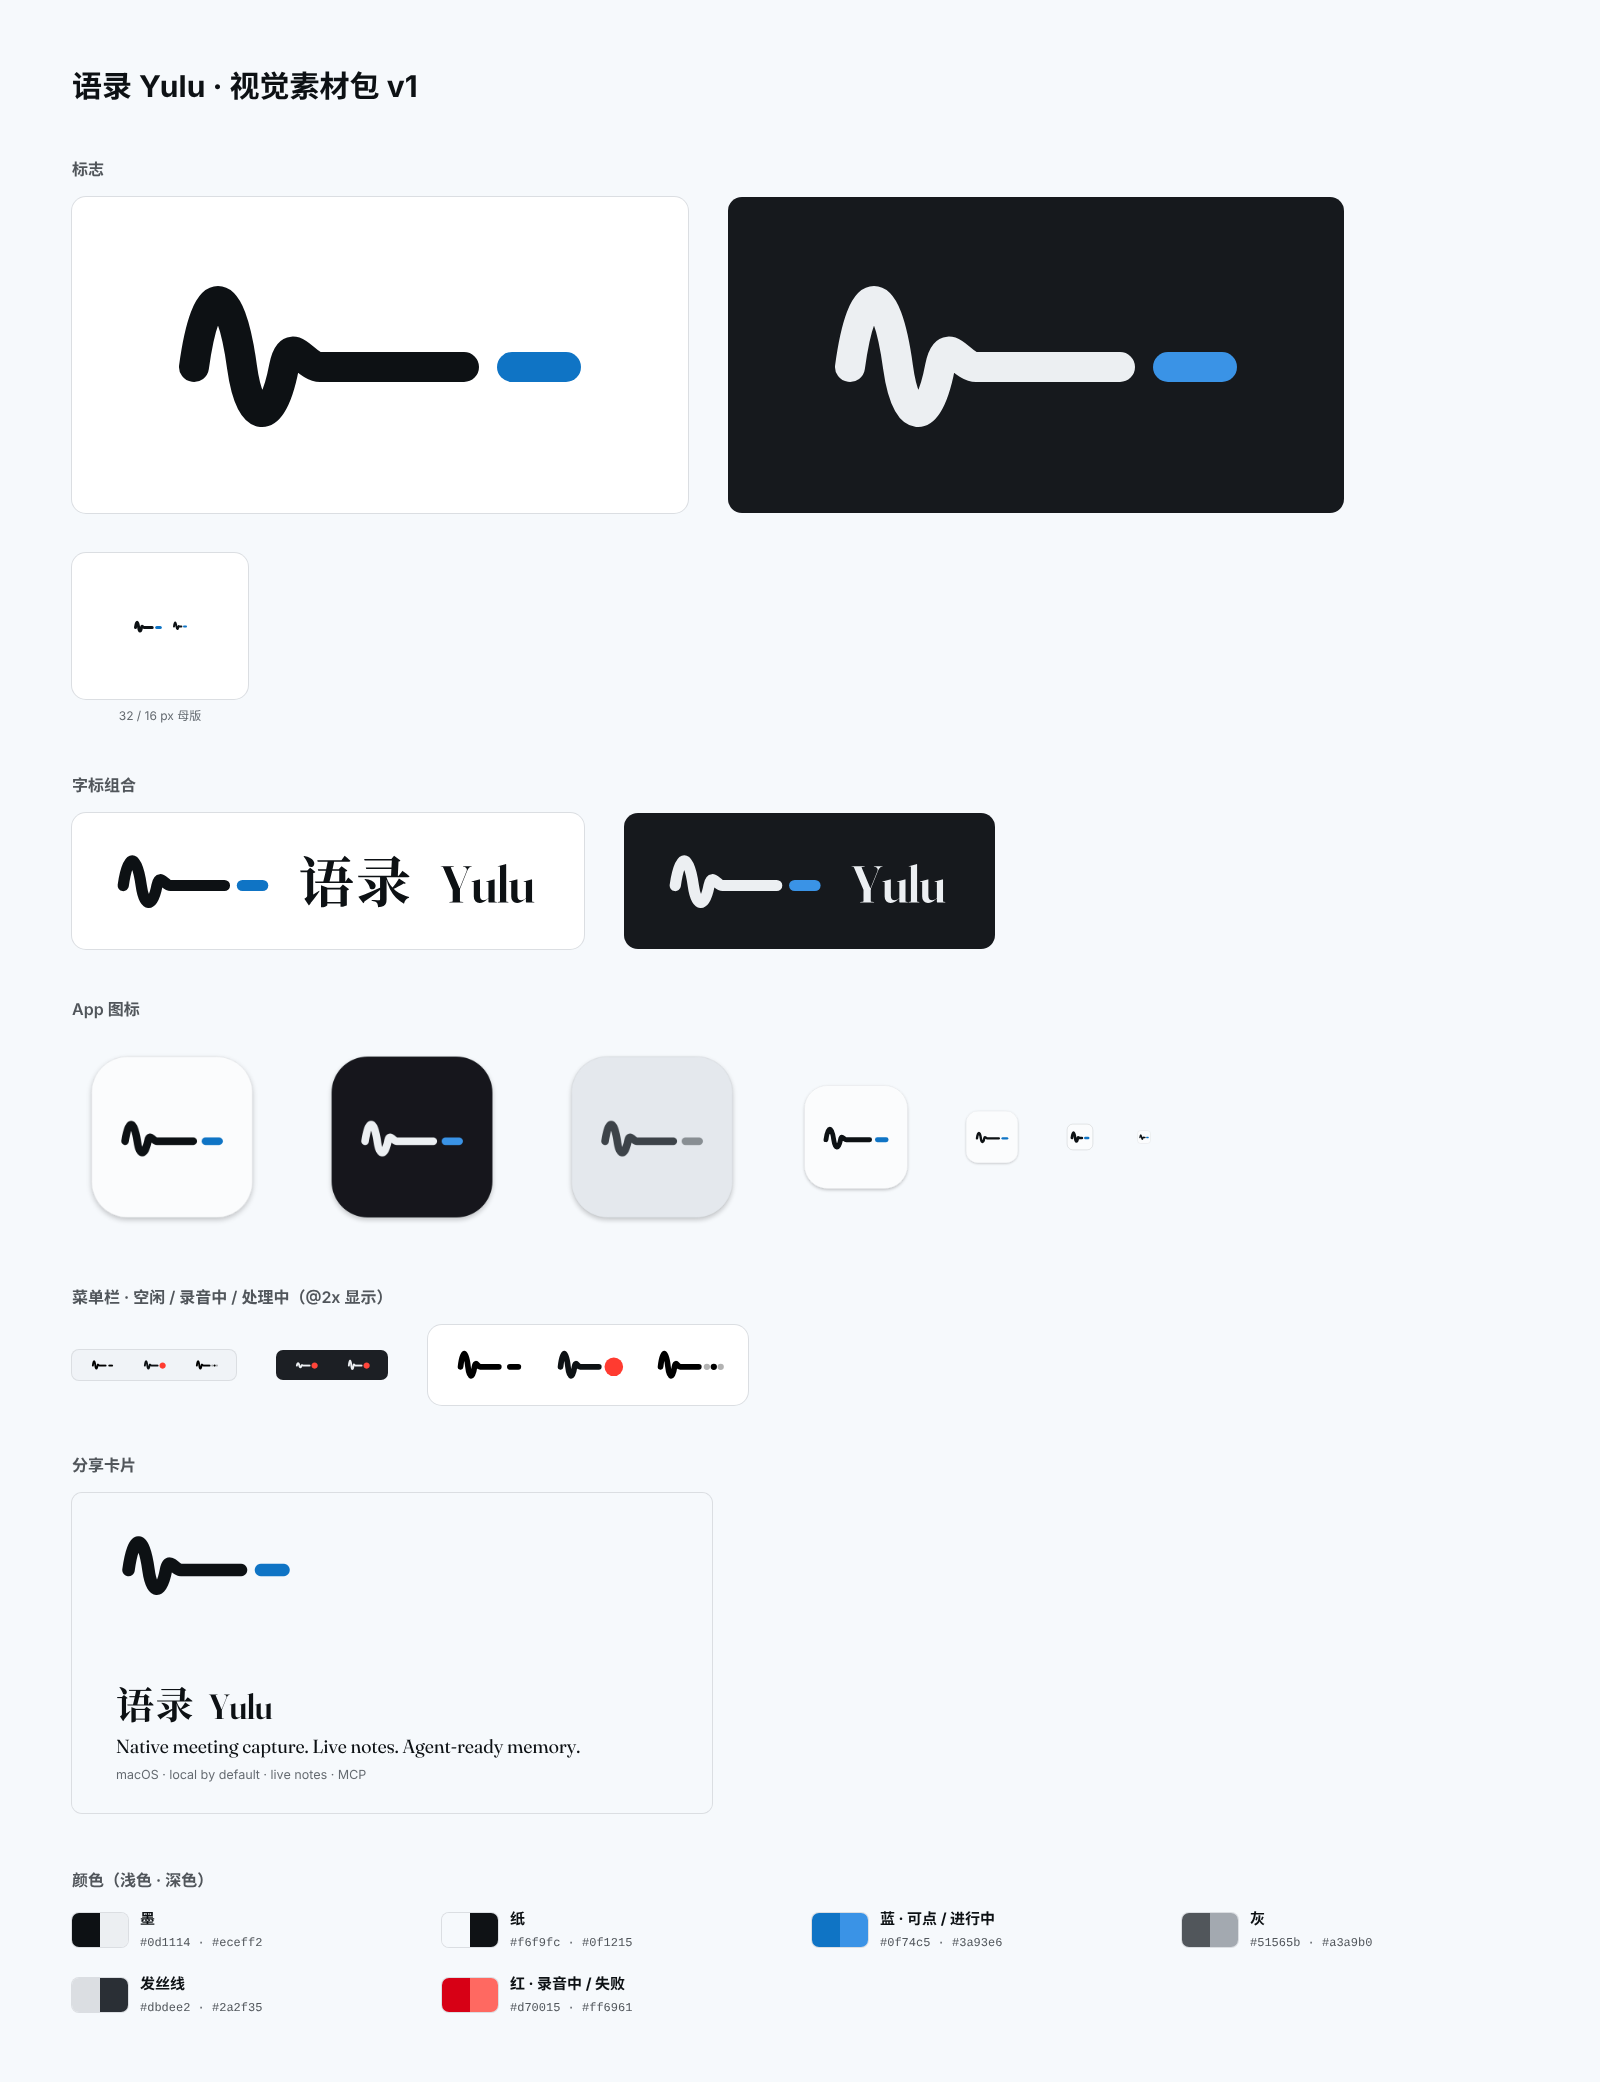 语录 Yulu · 视觉素材包 v1
标志
32 / 16 px 母版
字标组合
语录 Yulu
Yulu
App 图标
菜单栏 · 空闲 / 录音中 / 处理中（@2x 显示）
分享卡片
语录 Yulu
Native meeting capture. Live notes. Agent-ready memory.
macOS · local by default · live notes · MCP
颜色（浅色 · 深色）
墨
#0d1114 · #eceff2
纸
#f6f9fc · #0f1215
蓝 · 可点 / 进行中
#0f74c5 · #3a93e6
灰
#51565b · #a3a9b0
发丝线
#dbdee2 · #2a2f35
红 · 录音中 / 失败
#d70015 · #ff6961